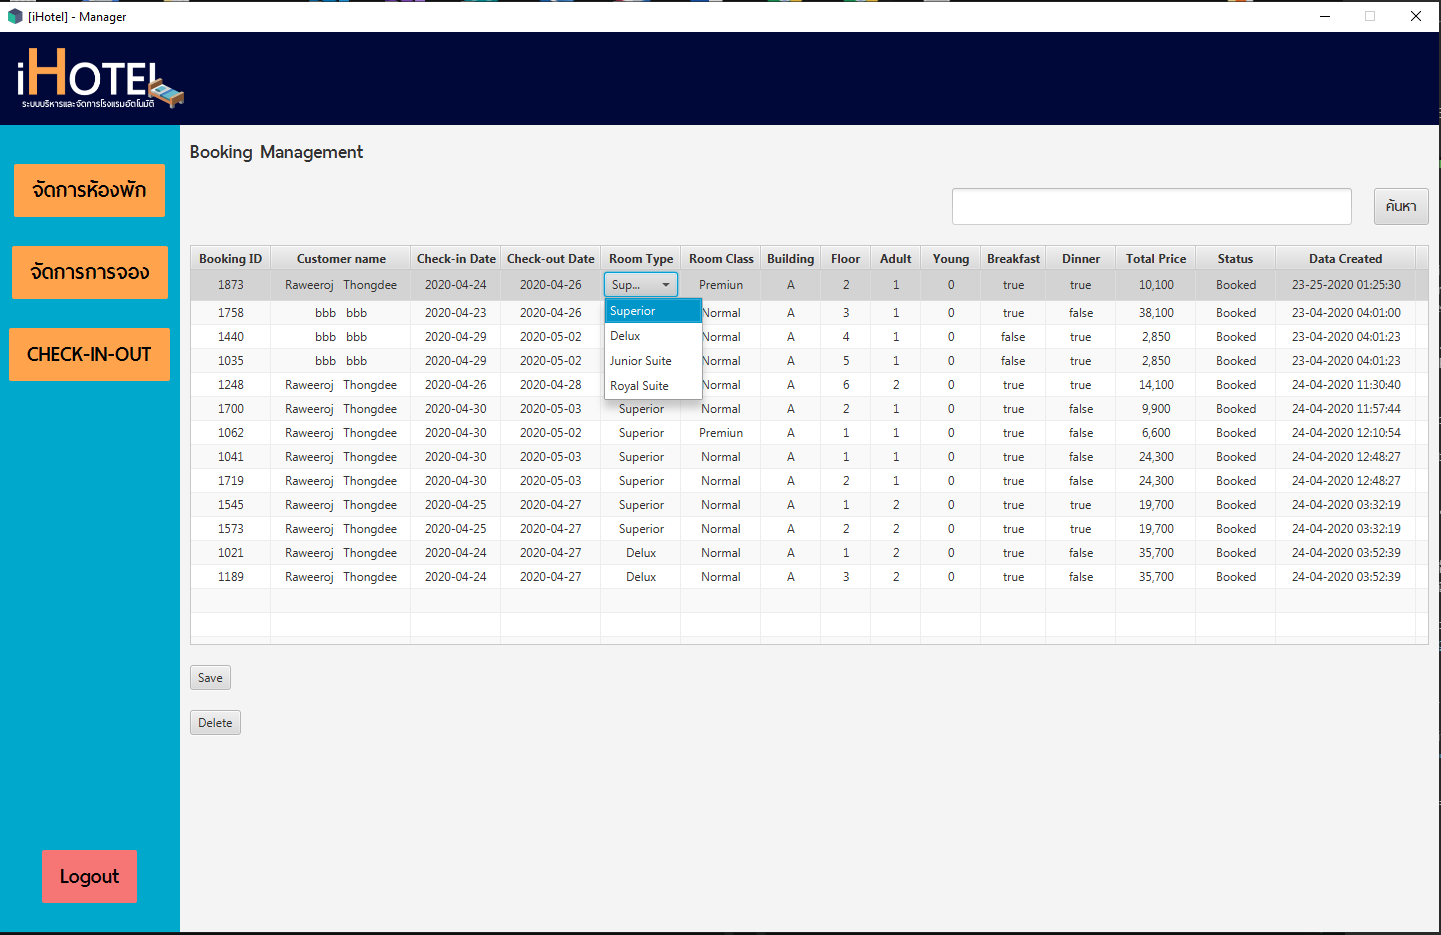 [iHotel] - Manager
iHOTEL
ระบบบริหารและจัดการโรงแรมอัตโนมัติ
จัดการห้องพัก
จัดการการจอง
CHECK-IN-OUT
Logout
Booking Management
ค้นหา
Booking ID Customer name Check-in Date Check-out Date Room Type Room Class Building Floor Adult Young Breakfast Dinner Total Price Status Data Created
1873 Raweeroj Thongdee 2020-04-24 2020-04-26 Sup... Premiun A 2 1 0 true true 10,100 Booked 23-25-2020 01:25:30
1758 bbb bbb 2020-04-23 2020-04-26 Normal A 3 1 0 true false 38,100 Booked 23-04-2020 04:01:00
1440 bbb bbb 2020-04-29 2020-05-02 Normal A 4 1 0 false true 2,850 Booked 23-04-2020 04:01:23
1035 bbb bbb 2020-04-29 2020-05-02 Normal A 5 1 0 false true 2,850 Booked 23-04-2020 04:01:23
1248 Raweeroj Thongdee 2020-04-26 2020-04-28 Normal A 6 2 0 true true 14,100 Booked 24-04-2020 11:30:40
Superior
Delux
Junior Suite
Royal Suite
1700 Raweeroj Thongdee 2020-04-30 2020-05-03 Superior Normal A 2 1 0 true false 9,900 Booked 24-04-2020 11:57:44
1062 Raweeroj Thongdee 2020-04-30 2020-05-02 Superior Premiun A 1 1 0 true false 6,600 Booked 24-04-2020 12:10:54
1041 Raweeroj Thongdee 2020-04-30 2020-05-03 Superior Normal A 1 1 0 true false 24,300 Booked 24-04-2020 12:48:27
1719 Raweeroj Thongdee 2020-04-30 2020-05-03 Superior Normal A 2 1 0 true false 24,300 Booked 24-04-2020 12:48:27
1545 Raweeroj Thongdee 2020-04-25 2020-04-27 Superior Normal A 1 2 0 true true 19,700 Booked 24-04-2020 03:32:19
1573 Raweeroj Thongdee 2020-04-25 2020-04-27 Superior Normal A 2 2 0 true true 19,700 Booked 24-04-2020 03:32:19
1021 Raweeroj Thongdee 2020-04-24 2020-04-27 Delux Normal A 1 2 0 true false 35,700 Booked 24-04-2020 03:52:39
1189 Raweeroj Thongdee 2020-04-24 2020-04-27 Delux Normal A 3 2 0 true false 35,700 Booked 24-04-2020 03:52:39
Save
Delete